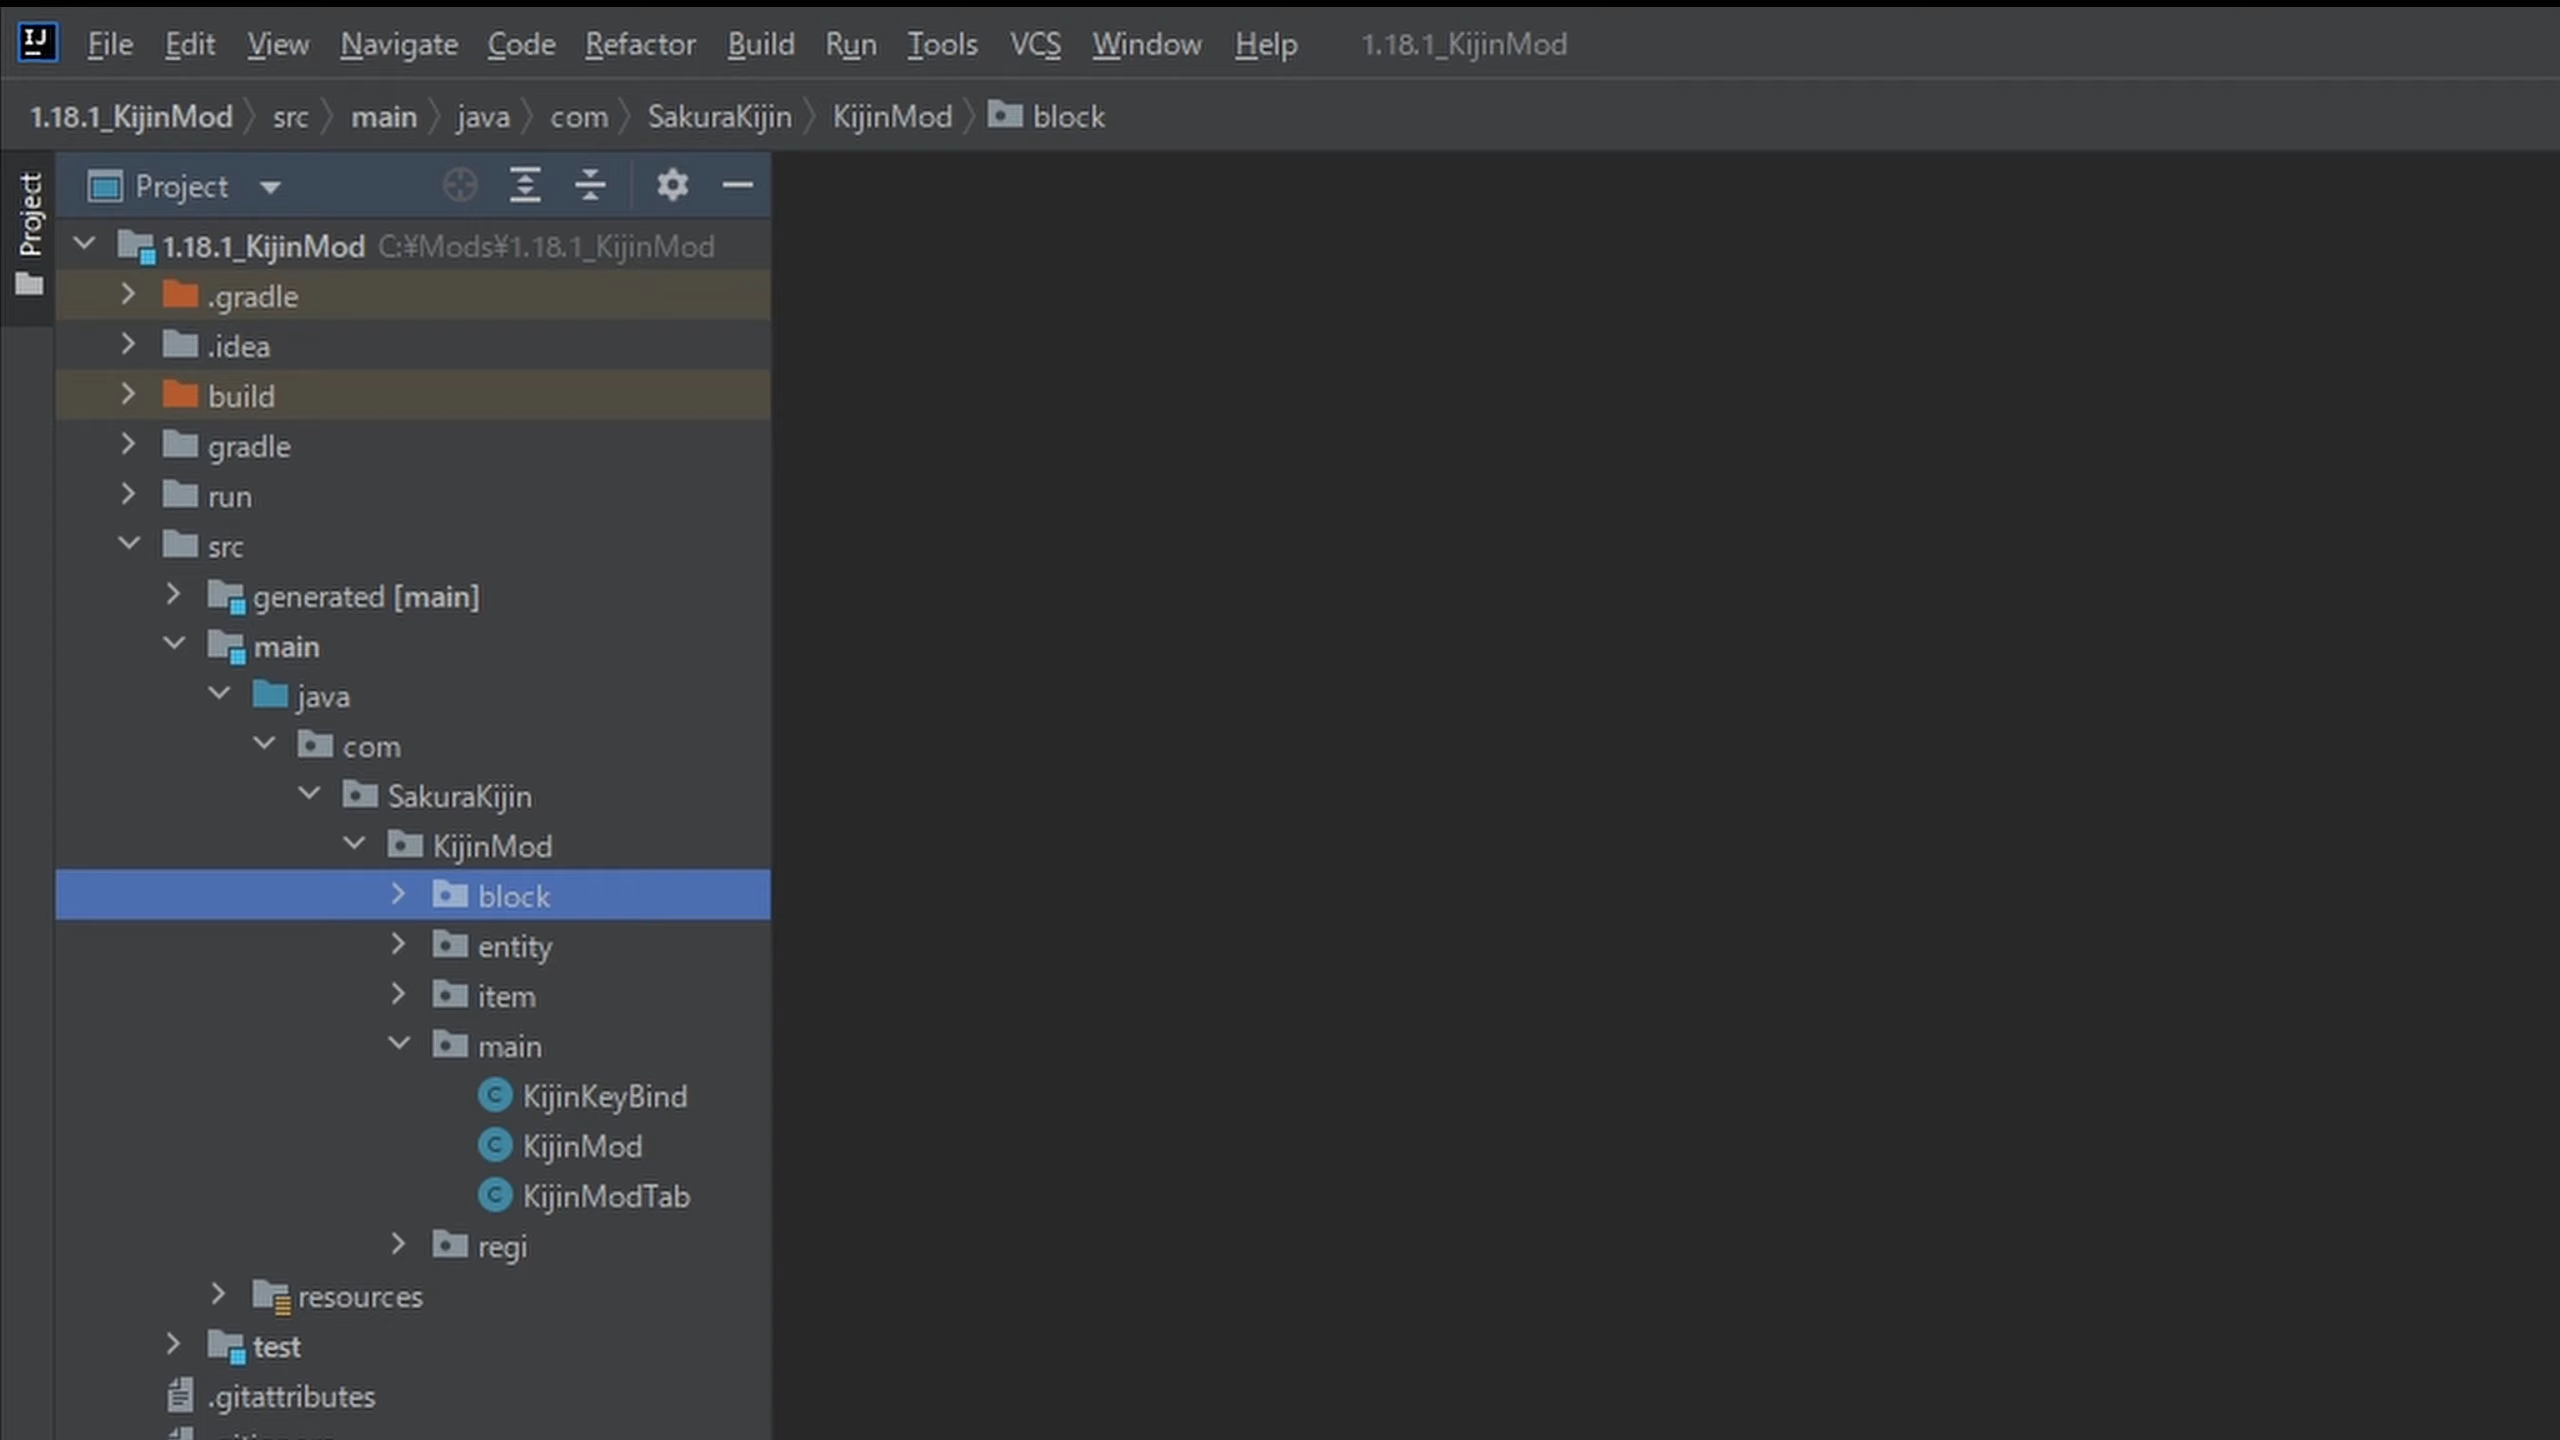 IJ File Edit View Navigate Code Refactor Build Run Tools VCS Window Help 1.18.1_KijinMod
1.18.1_KijinMod src main java com SakuraKijin KijinMod block
Project
Project
1.18.1_KijinMod C:¥Mods¥1.18.1_KijinMod
.gradle
.idea
build
gradle
run
src
generated [main]
main
java
com
SakuraKijin
KijinMod
block
entity
item
main
C KijinKeyBind
C KijinMod
C KijinModTab
regi
resources
test
.gitattributes